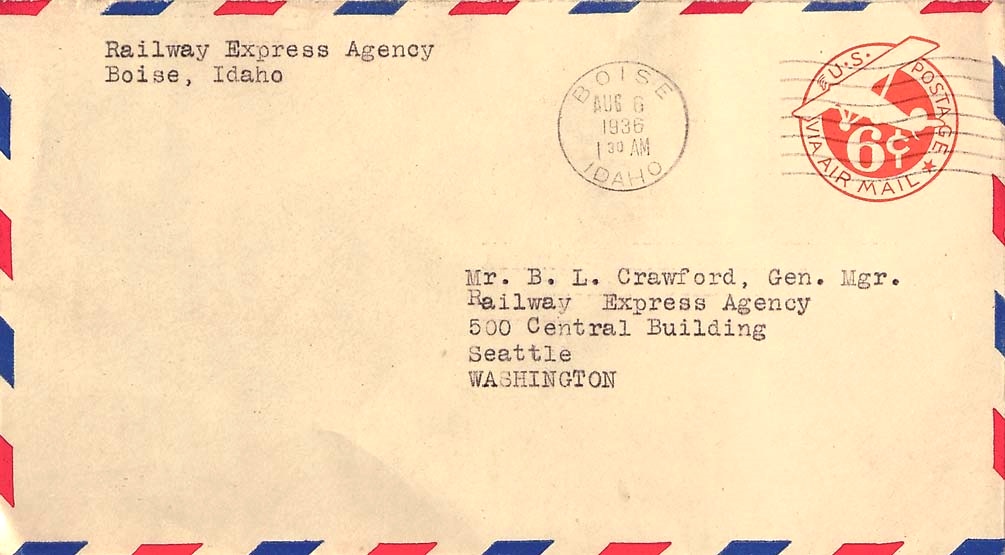 Railway Express Agency
Boise, Idaho
BOISE
AUG 6
1936
1 30 AM
IDAHO
U.S. POSTAGE
6¢
VIA AIR MAIL
Mr. B. L. Crawford, Gen. Mgr.
Railway Express Agency
500 Central Building
Seattle
WASHINGTON